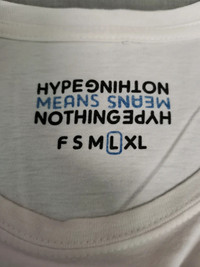 HYPE NOTHING
MEANS MEANS
NOTHING HYPE
F S M L XL